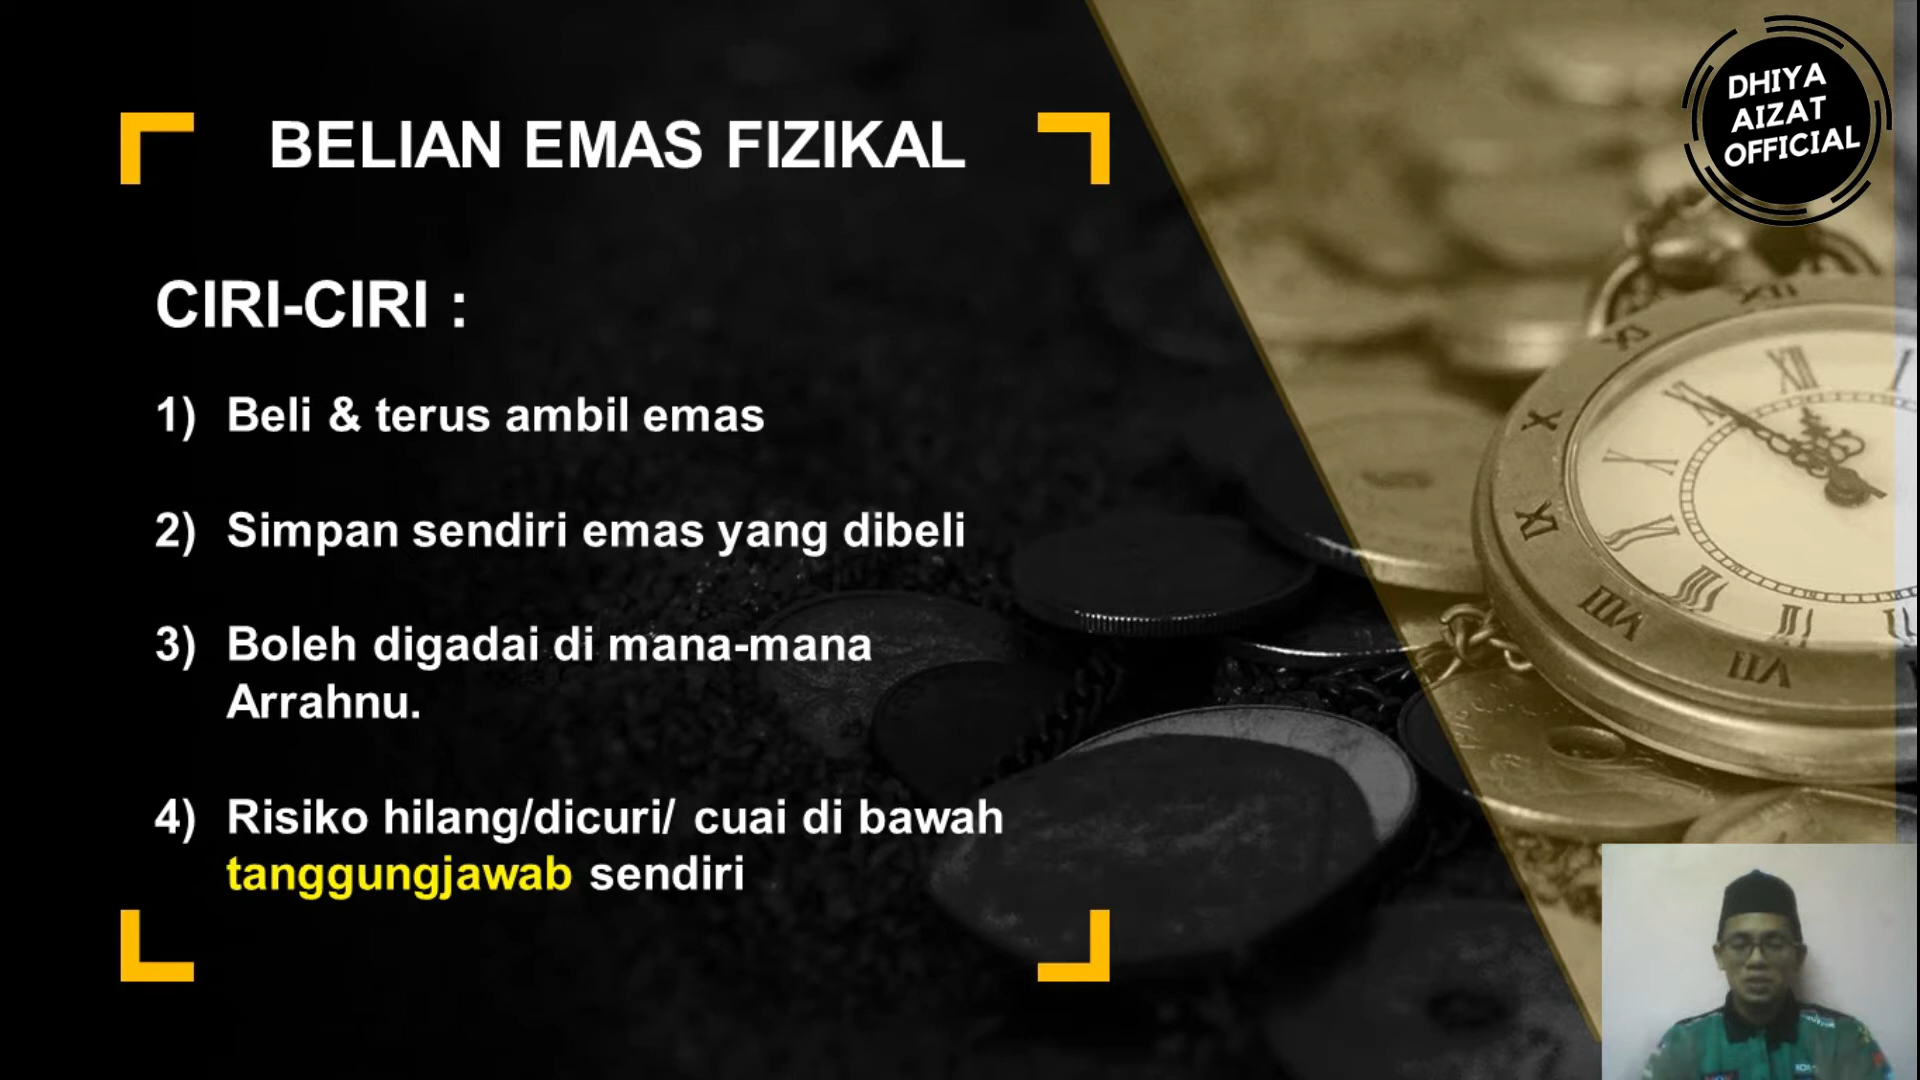 BELIAN EMAS FIZIKAL
CIRI-CIRI :
1) Beli & terus ambil emas
2) Simpan sendiri emas yang dibeli
3) Boleh digadai di mana-mana
Arrahnu.
4) Risiko hilang/dicuri/ cuai di bawah
tanggungjawab sendiri
DHIYA
AIZAT
OFFICIAL